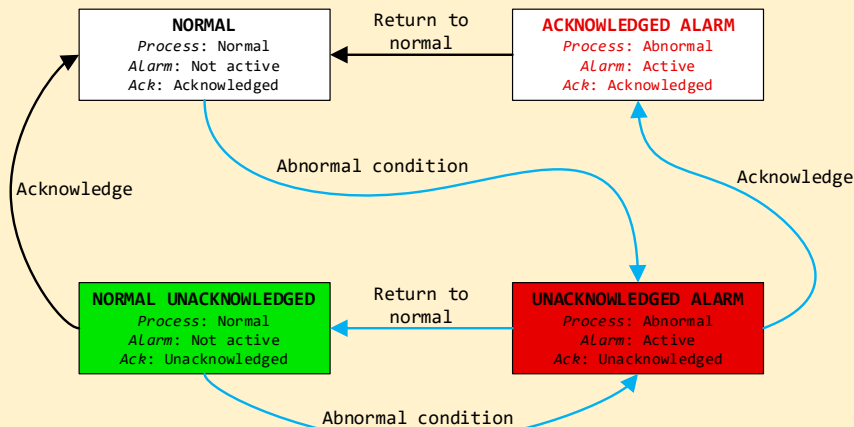 NORMAL
Process: Normal
Alarm: Not active
Ack: Acknowledged
Return to
normal
ACKNOWLEDGED ALARM
Process: Abnormal
Alarm: Active
Ack: Acknowledged
Abnormal condition
Acknowledge
Acknowledge
NORMAL UNACKNOWLEDGED
Process: Normal
Alarm: Not active
Ack: Unacknowledged
Return to
normal
UNACKNOWLEDGED ALARM
Process: Abnormal
Alarm: Active
Ack: Unacknowledged
Abnormal condition